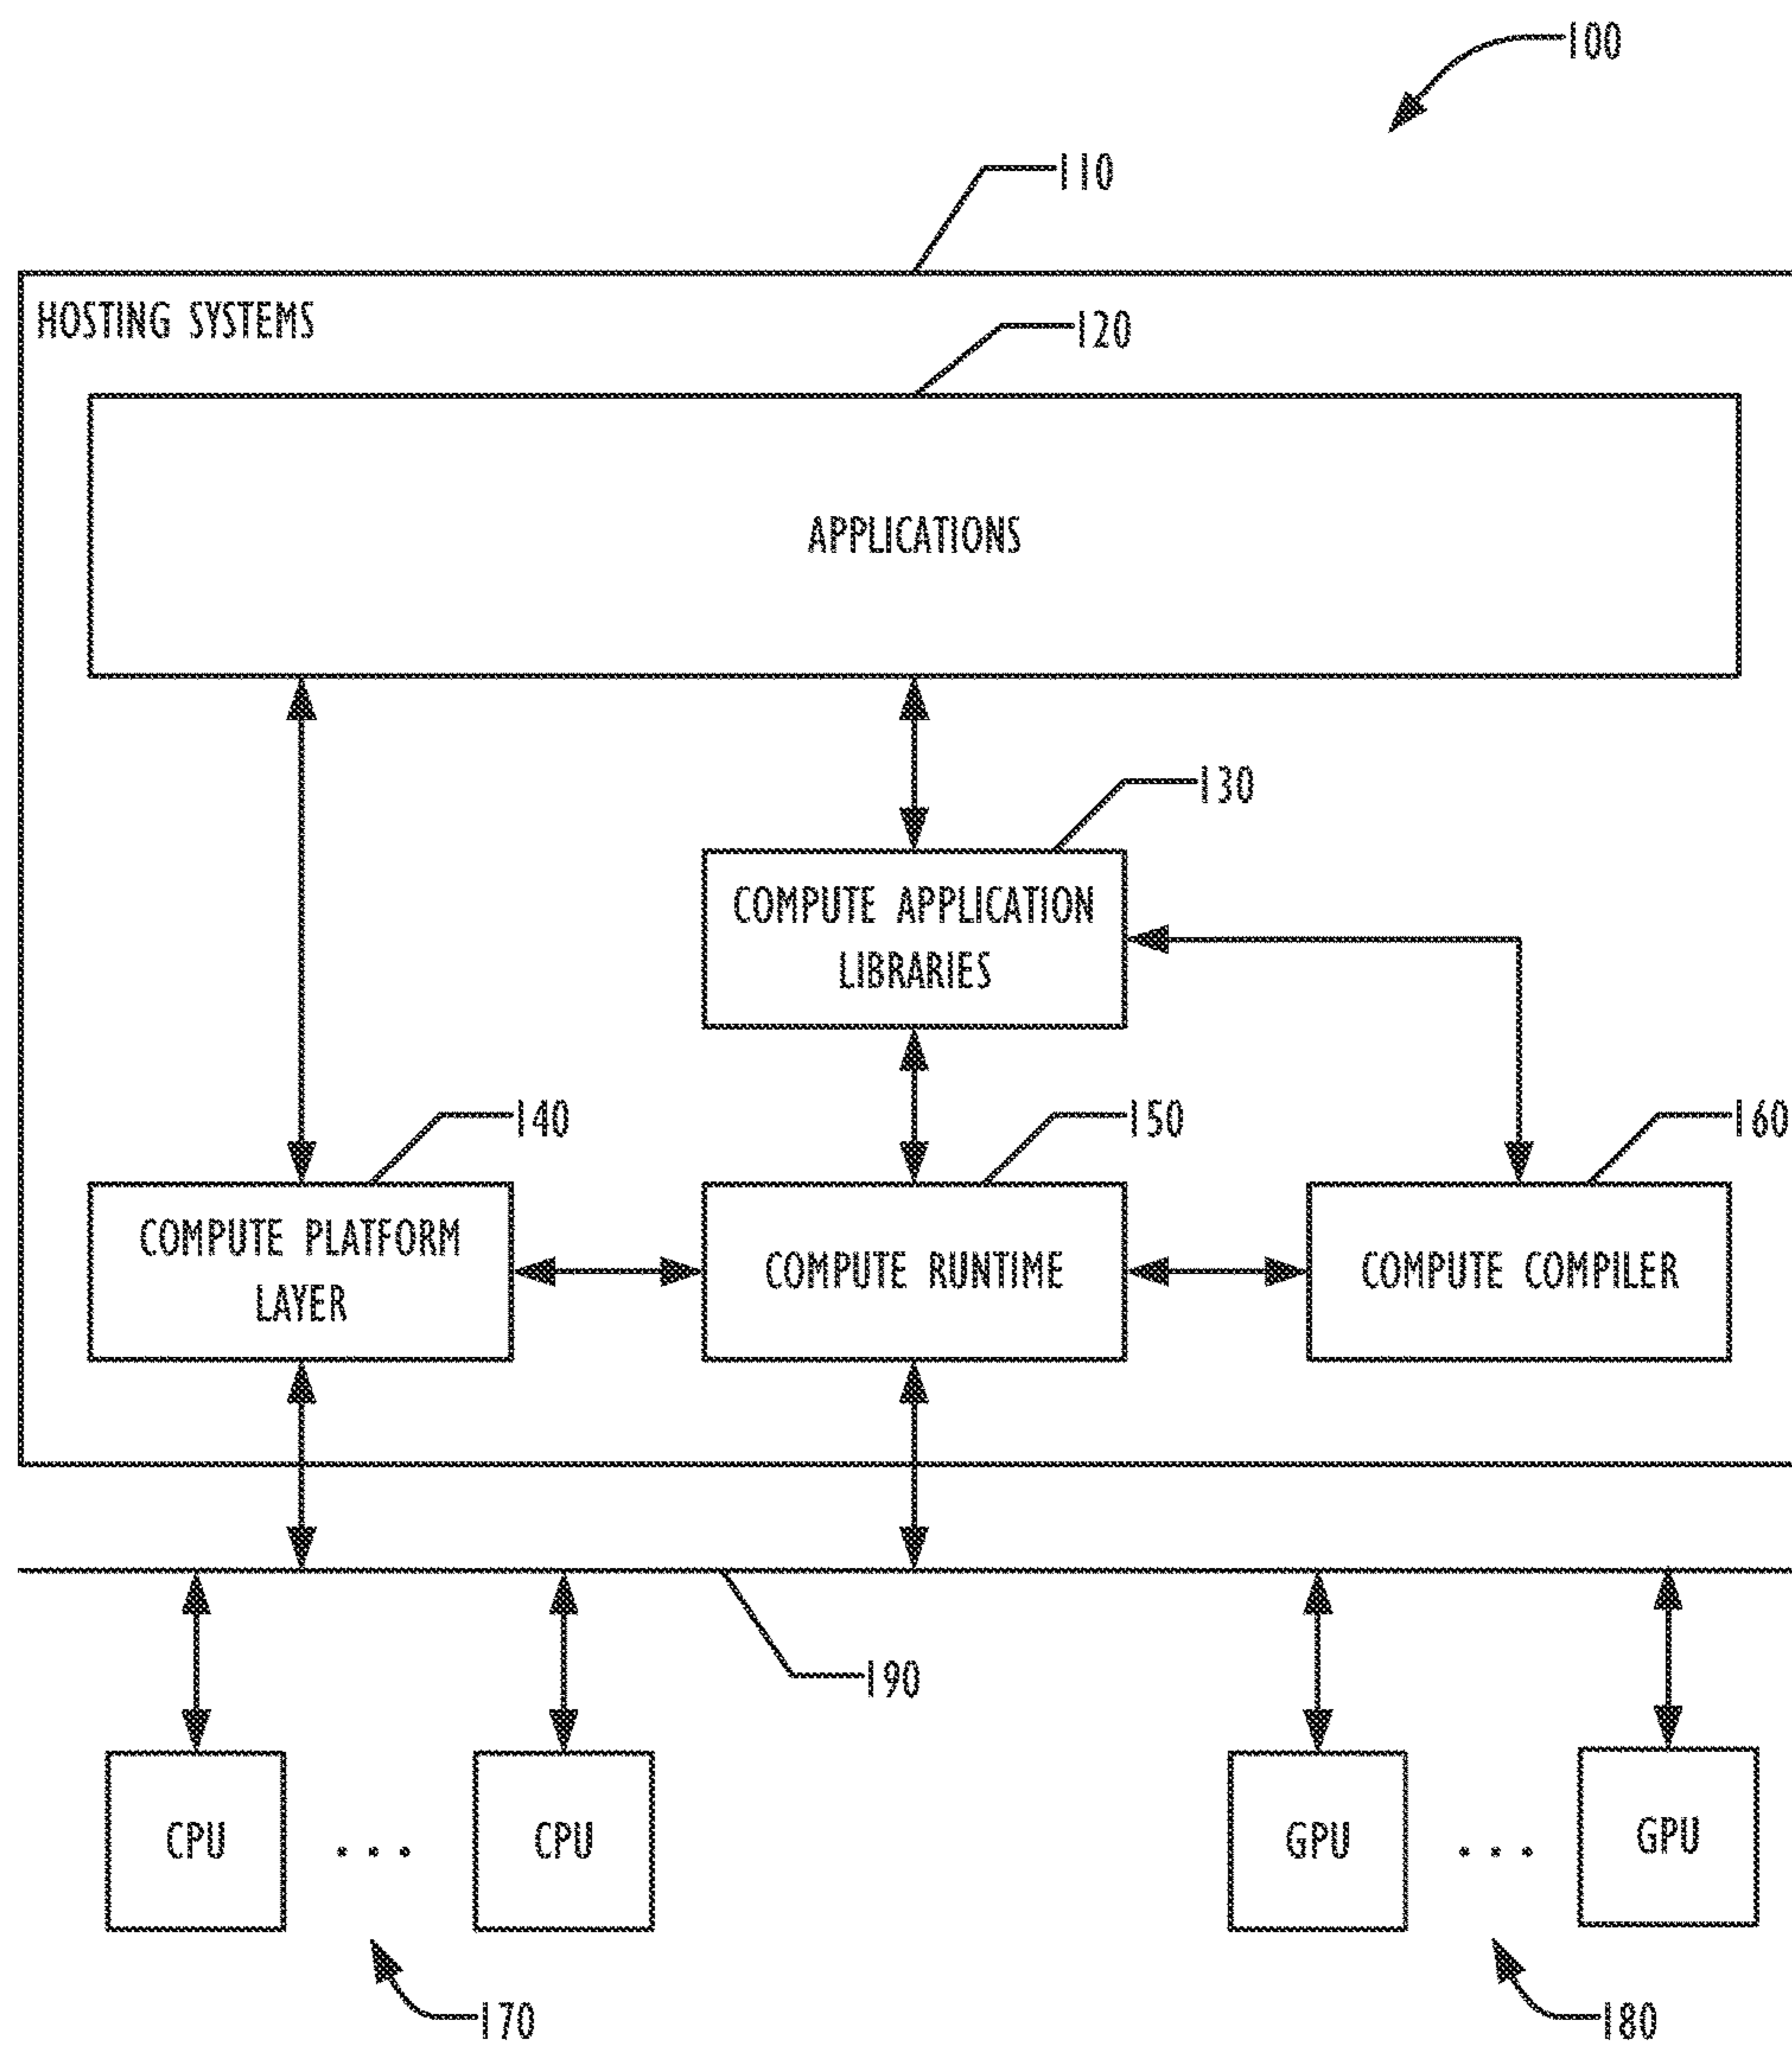 100
110
HOSTING SYSTEMS
120
APPLICATIONS
130
COMPUTE APPLICATION
LIBRARIES
140
150
160
COMPUTE PLATFORM
LAYER
COMPUTE RUNTIME
COMPUTE COMPILER
190
CPU
...
CPU
GPU
...
GPU
170
180